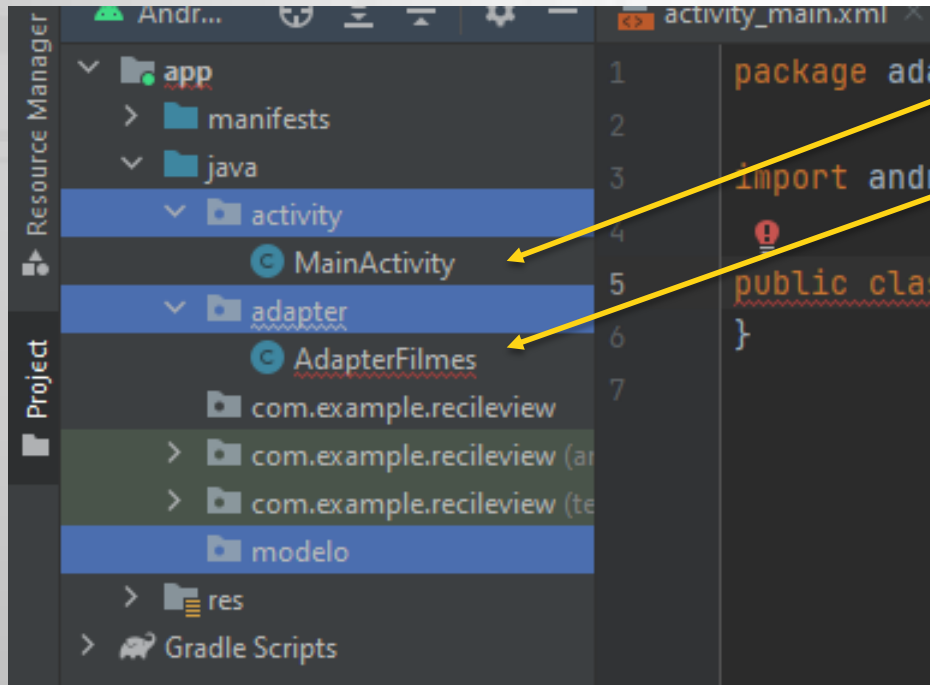 Resource Manager
Project
Andr...
app
manifests
java
activity
MainActivity
adapter
AdapterFilmes
com.example.recileview
com.example.recileview (ar
com.example.recileview (te
modelo
res
Gradle Scripts
activity_main.xml
1 package ada
2
3 import andr
4
5 public clas
6 }
7